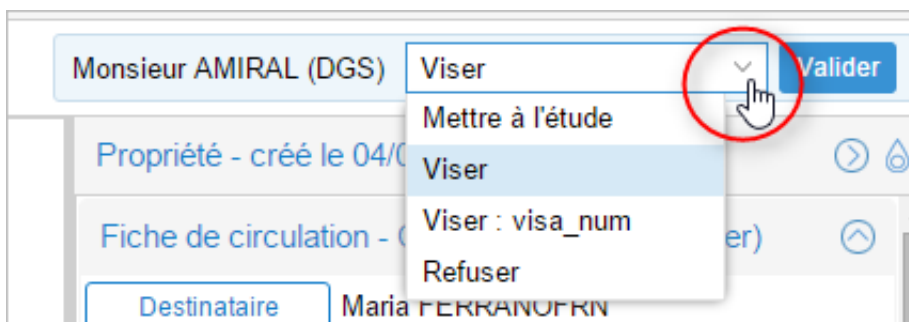 Monsieur AMIRAL (DGS) Viser Valider
Mettre à l'étude
Propriété - créé le 04/
Viser
Viser : visa_num
Fiche de circulation - er)
Refuser
Destinataire Maria FERRANOFRN